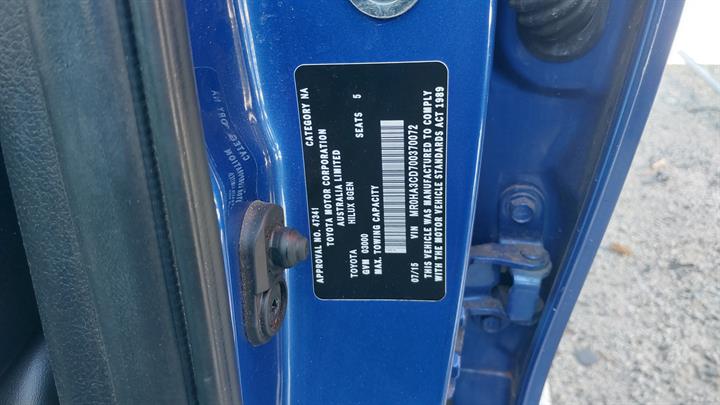 APPROVAL NO. 47341 CATEGORY NA
TOYOTA MOTOR CORPORATION
AUSTRALIA LIMITED
HILUX 8GEN
TOYOTA SEATS 5
GVM 03000
MAX. TOWING CAPACITY
07/15 VIN MR0HA3CD700370072
THIS VEHICLE WAS MANUFACTURED TO COMPLY
WITH THE MOTOR VEHICLE STANDARDS ACT 1989